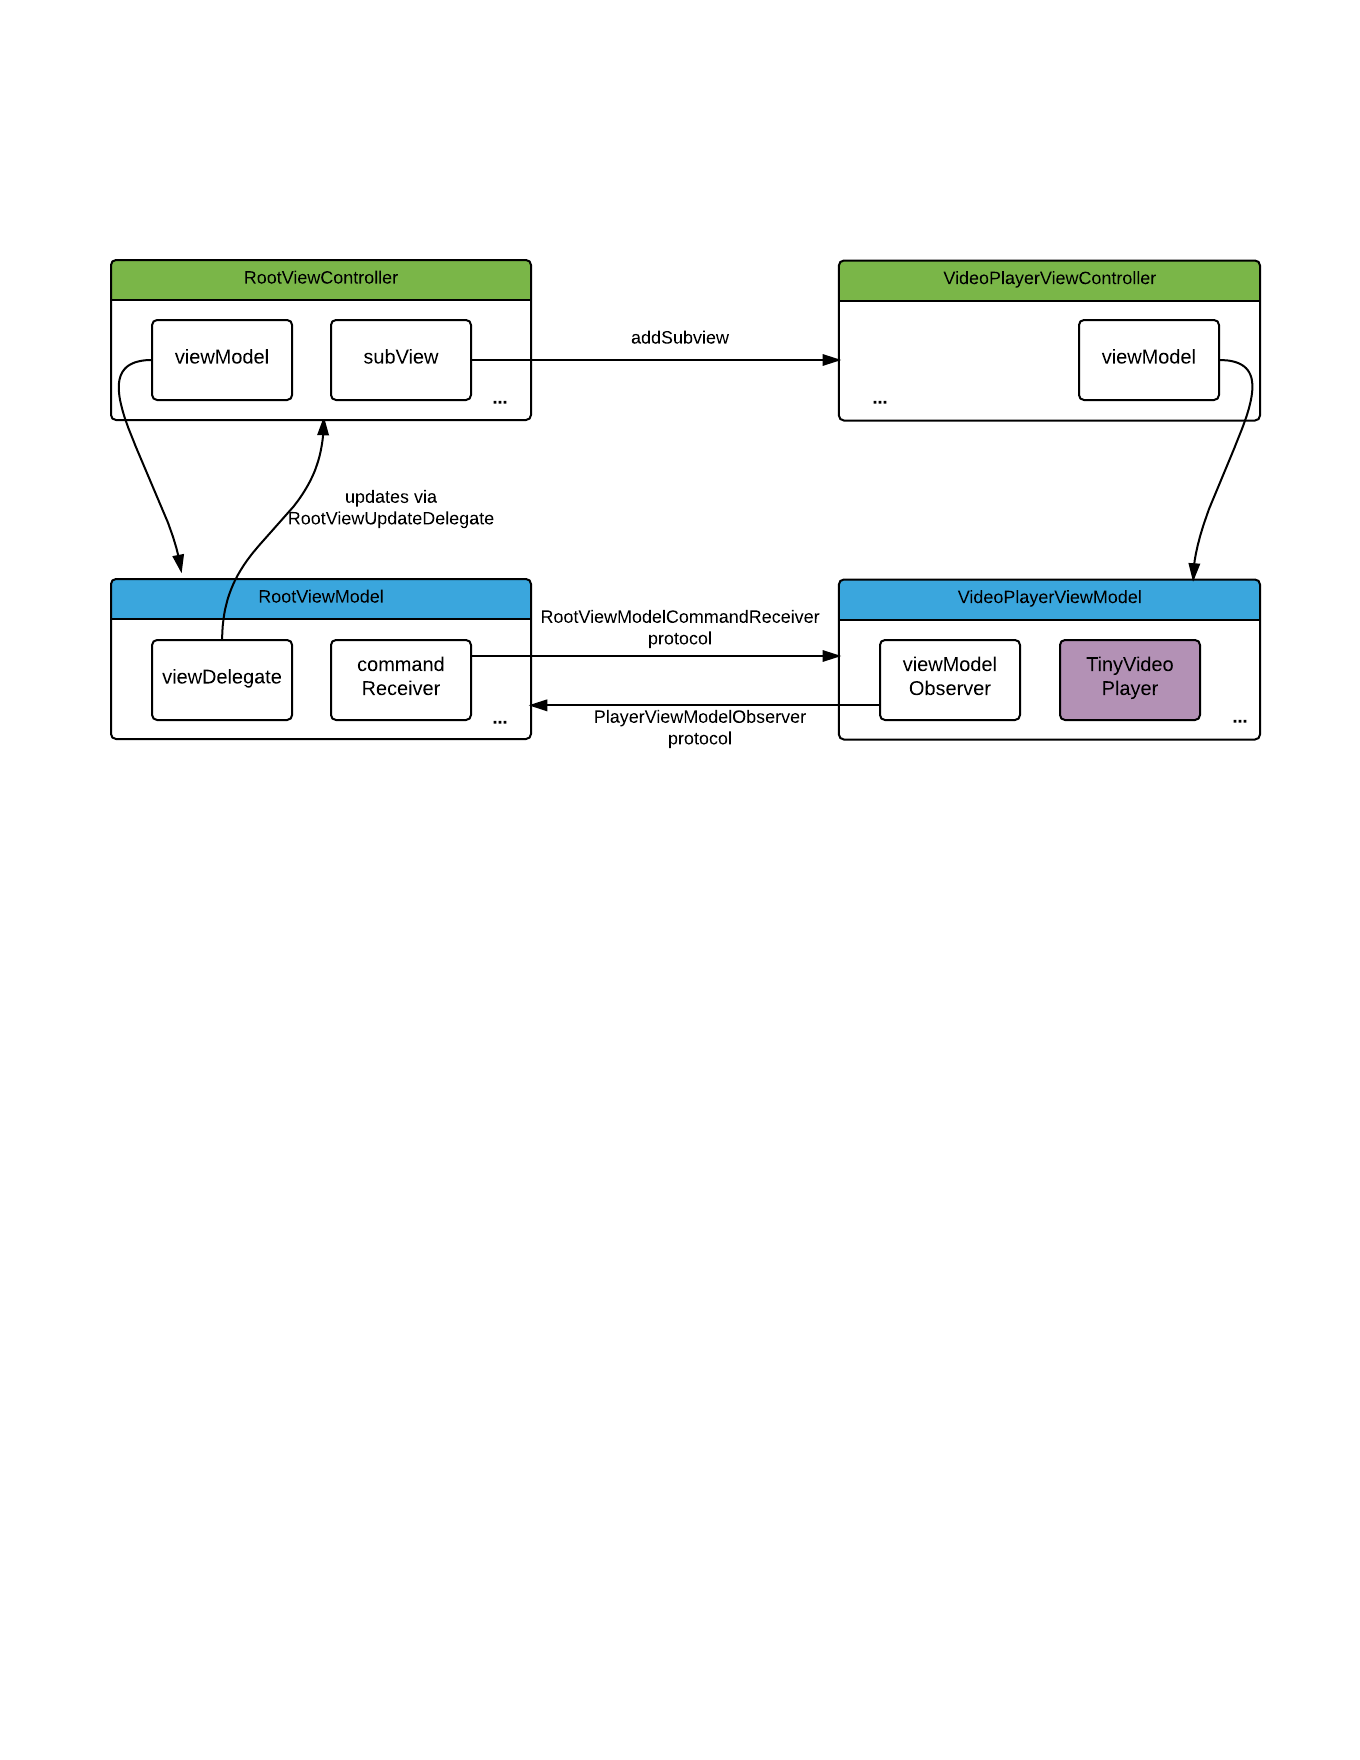 RootViewController
viewModel
subView
...
addSubview
VideoPlayerViewController
viewModel
...
updates via
RootViewUpdateDelegate
RootViewModel
viewDelegate
command
Receiver
...
RootViewModelCommandReceiver
protocol
PlayerViewModelObserver
protocol
VideoPlayerViewModel
viewModel
Observer
TinyVideo
Player
...